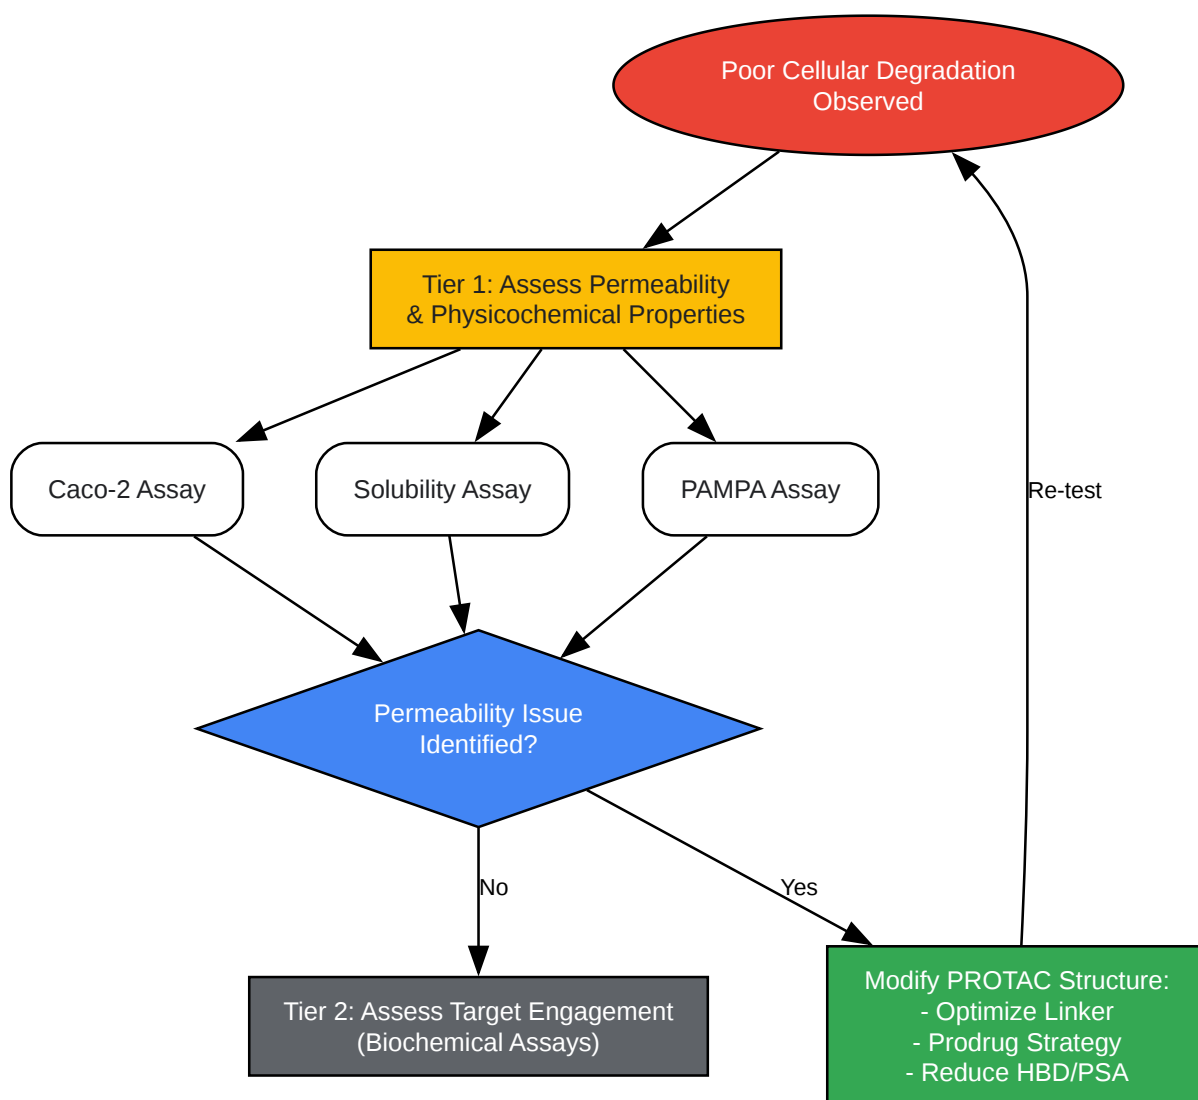 Poor Cellular Degradation
Observed
Tier 1: Assess Permeability
& Physicochemical Properties
Caco-2 Assay
Solubility Assay
PAMPA Assay
Re-test
Permeability Issue
Identified?
No
Yes
Tier 2: Assess Target Engagement
(Biochemical Assays)
Modify PROTAC Structure:
- Optimize Linker
- Prodrug Strategy
- Reduce HBD/PSA